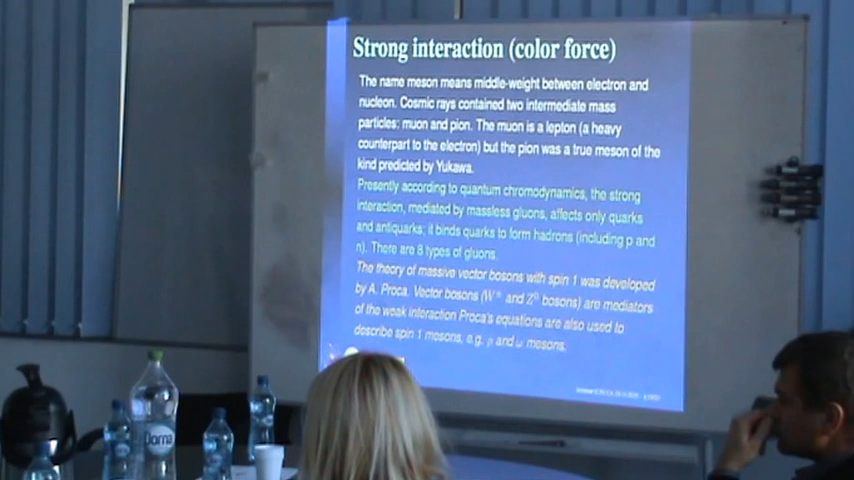 Strong interaction (color force)
The name meson means middle-weight between electron and
nucleon. Cosmic rays contained two intermediate mass
particles: muon and pion. The muon is a lepton (a heavy
counterpart to the electron) but the pion was a true meson of the
kind predicted by Yukawa.
Presently according to quantum chromodynamics, the strong
interaction, mediated by massless gluons, affects only quarks
and antiquarks; it binds quarks to form hadrons (including p and
n). There are 8 types of gluons.
The theory of massive vector bosons with spin 1 was developed
by A. Proca. Vector bosons (W± and Z⁰ bosons) are mediators
of the weak interaction Proca's equations are also used to
describe spin 1 mesons, e.g. ρ and ω mesons.
Dorna